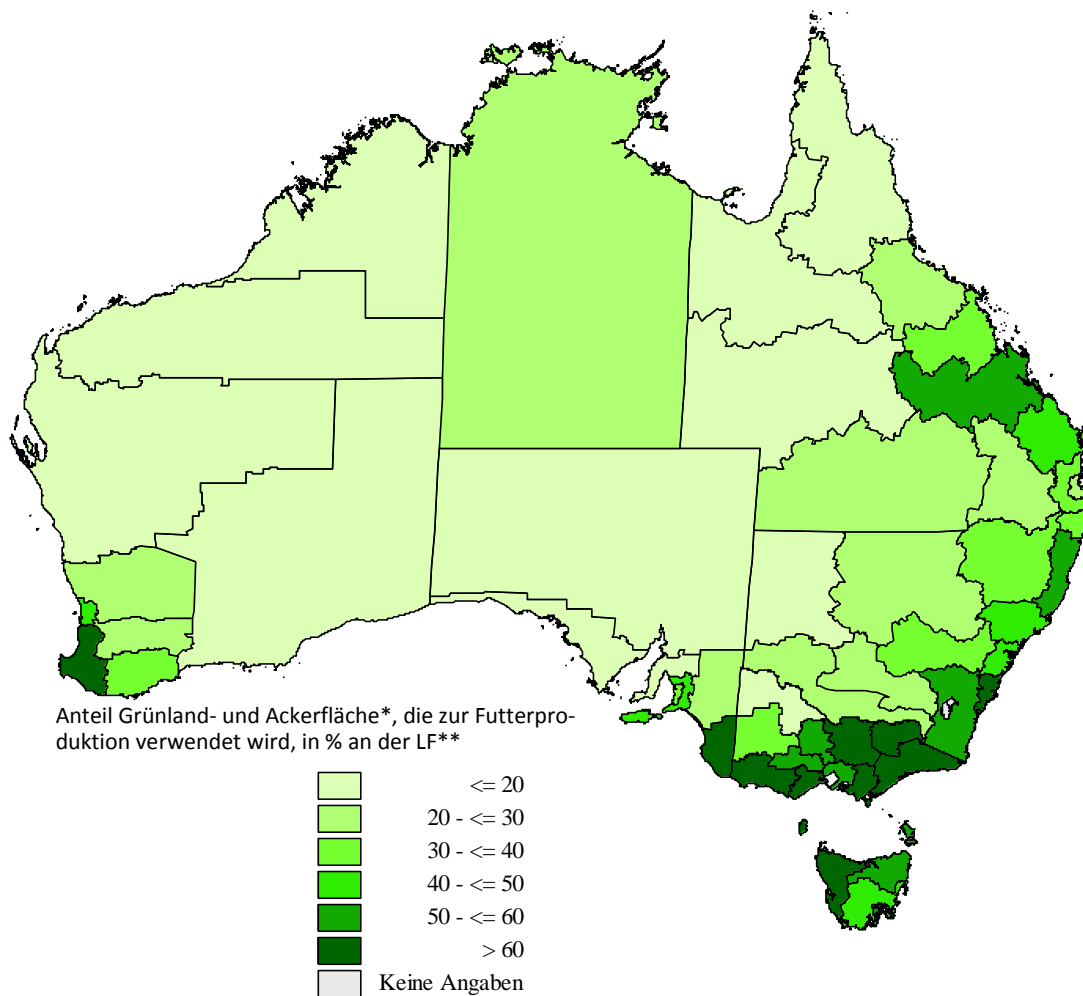 Anteil Grünland- und Ackerfläche*, die zur Futterpro-
duktion verwendet wird, in % an der LF**
<= 20
20 - <= 30
30 - <= 40
40 - <= 50
50 - <= 60
> 60
Keine Angaben